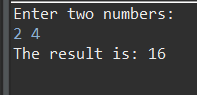 Enter two numbers:
2 4
The result is: 16